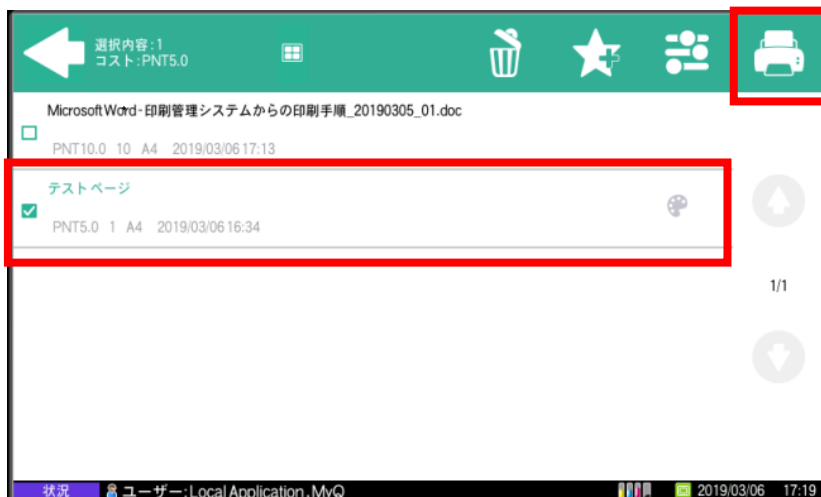 選択内容:1
コスト:PNT5.0
Microsoft Word - 印刷管理システムからの印刷手順_20190305_01.doc
PNT10.0 10 A4 2019/03/06 17:13
テストページ
PNT5.0 1 A4 2019/03/06 16:34
1/1
状況 ユーザー:Local Application, MyQ 2019/03/06 17:19